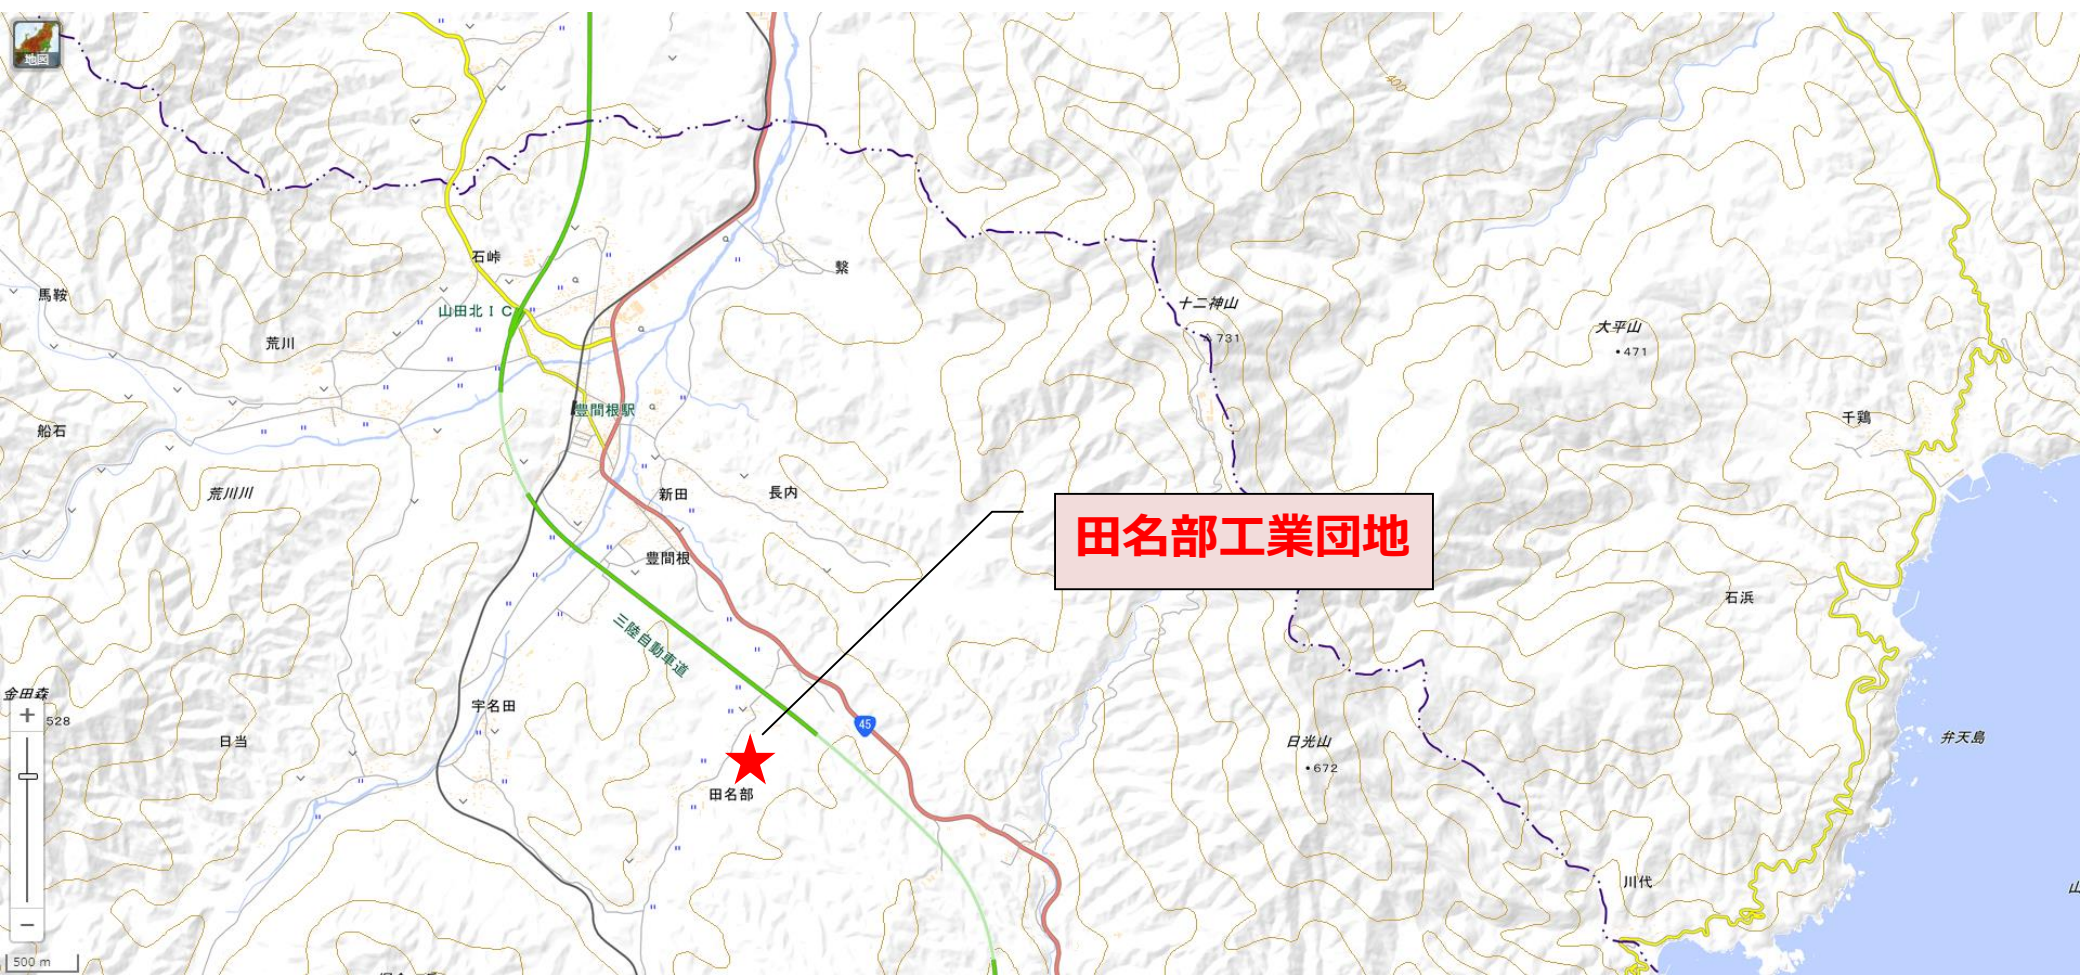 地図
400
石峠
繋
馬鞍
十二神山
山田北IC
大平山
731
荒川
471
豊間根駅
千鶏
船石
荒川川
新田
長内
田名部工業団地
豊間根
石浜
三陸自動車道
金田森
宇名田
528
45
日当
日光山
弁天島
672
田名部
川代
山
500 m